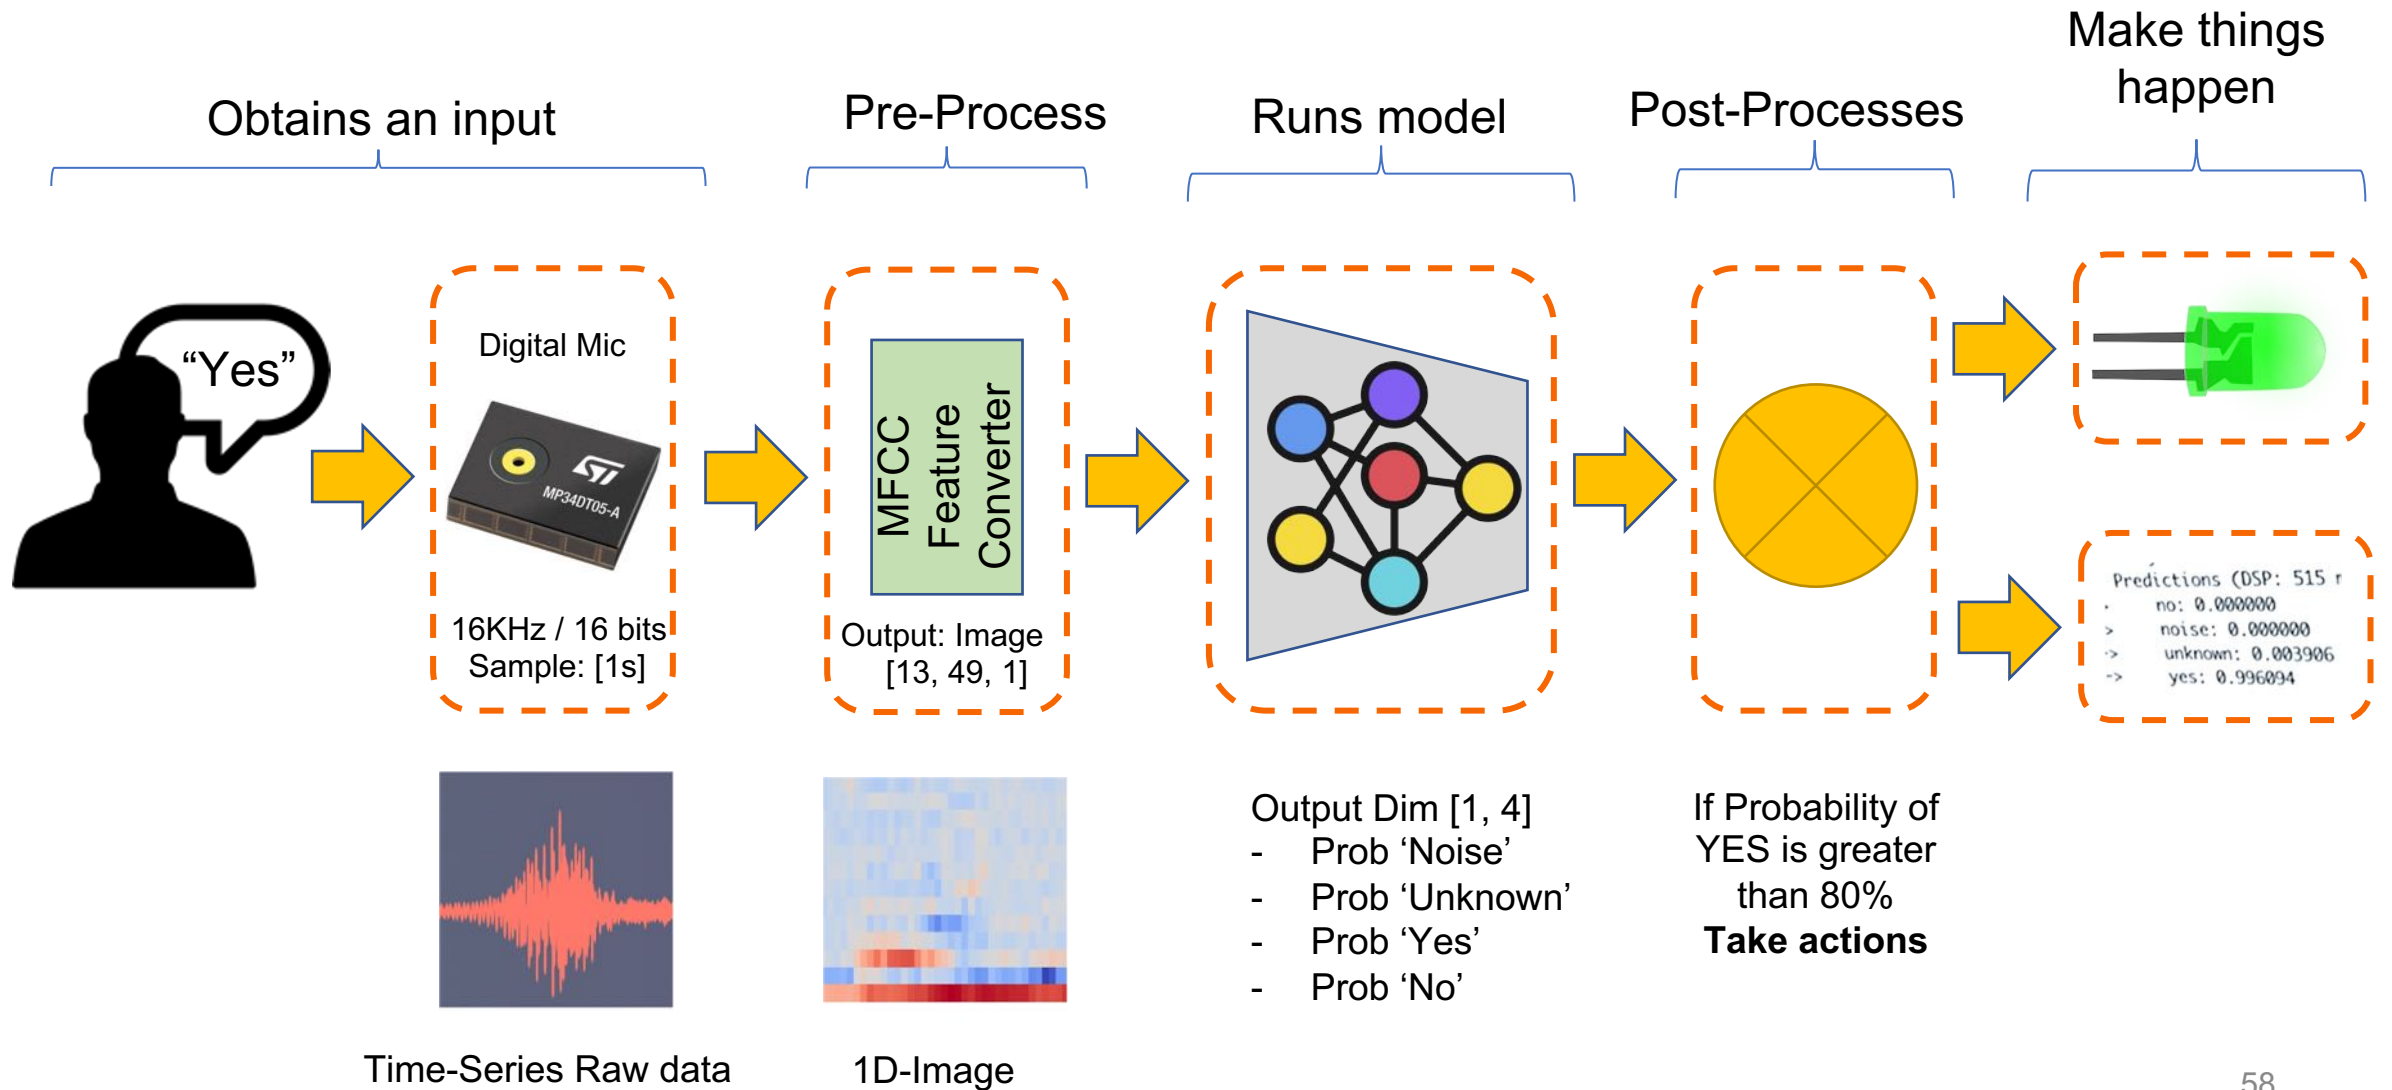 Obtains an input
Pre-Process
Runs model
Post-Processes
Make things
happen
“Yes”
Digital Mic
ST
MP34DT05-A
16KHz / 16 bits
Sample: [1s]
MFCC
Feature
Converter
Output: Image
[13, 49, 1]
Predictions (DSP: 515
no: 0.000000
> noise: 0.000000
-> unknown: 0.003906
-> yes: 0.996094
Time-Series Raw data
1D-Image
Output Dim [1, 4]
- Prob ‘Noise’
- Prob ‘Unknown’
- Prob ‘Yes’
- Prob ‘No’
If Probability of
YES is greater
than 80%
Take actions
58